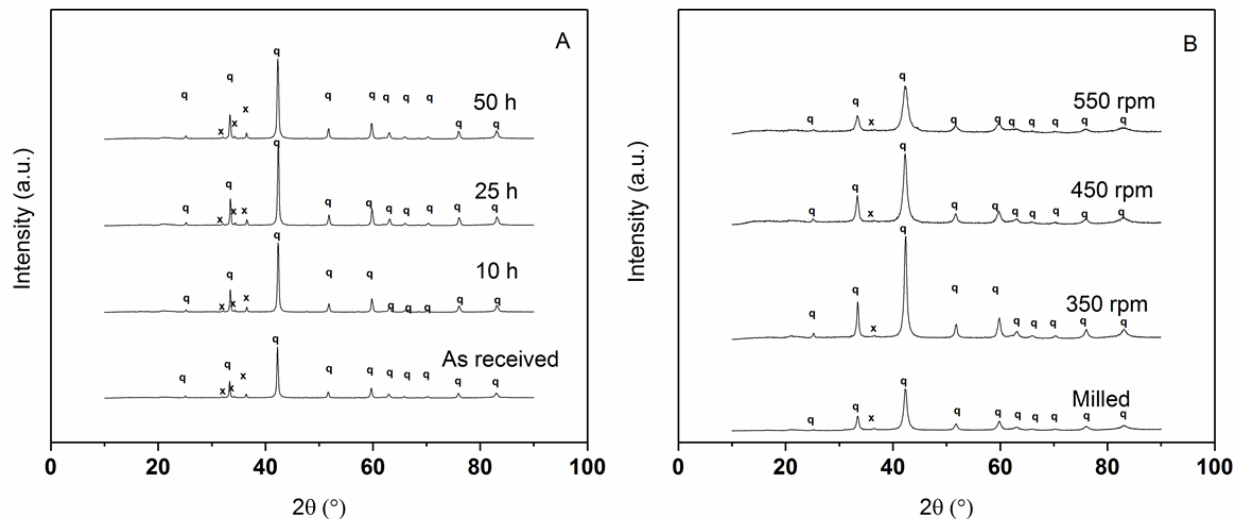 A
q
q
q q q q q q
50 h
x
x x
q q
q
25 h
q
q q q q q q q q
x x x
q
10 h
q
q q
q x q q
x x q q q
As received
q
q
q q q q q q q q
x
x x
0 20 40 60 80 100
2θ (°)
Intensity (a.u.)
B
q
550 rpm
q
q x q q q q q q q
q
450 rpm
q
q x q q q q q q q
q
350 rpm
q
q q
q x q q q q q
q
Milled
q
q x q q q q q q q
0 20 40 60 80 100
2θ (°)
Intensity (a.u.)